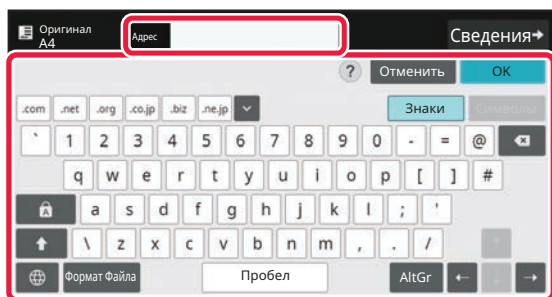 Оригинал
A4
Адрес
Сведения
? Отменить OK
.com .net .org .co.jp .biz .ne.jp Знаки Символы
` 1 2 3 4 5 6 7 8 9 0 - = @
q w e r t y u i o p [ ] #
A a s d f g h j k l ; '
\ z x c v b n m , . /
Формат Файла Пробел AltGr